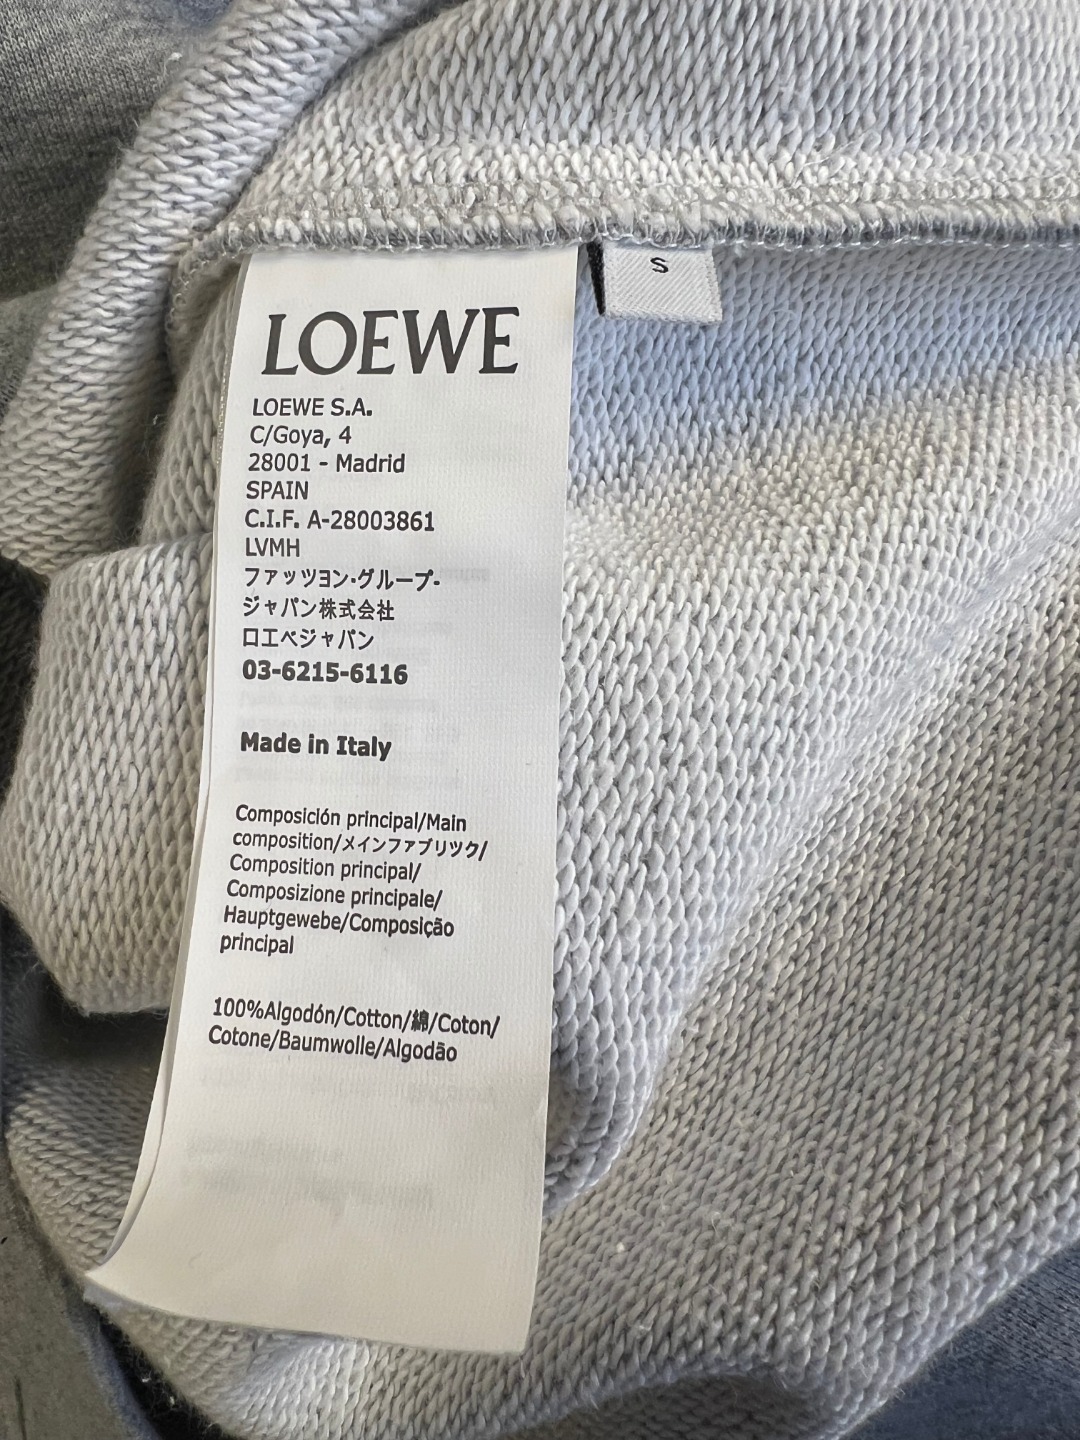 S
LOEWE
LOEWE S.A.
C/Goya, 4
28001 - Madrid
SPAIN
C.I.F. A-28003861
LVMH
ファッツヨン·グループ-
ジャパン株式会社
ロエベジャパン
03-6215-6116
Made in Italy
Composición principal/Main
composition/メインファブリック/
Composition principal/
Composizione principale/
Hauptgewebe/Composição
principal
100%Algodón/Cotton/綿/Coton/
Cotone/Baumwolle/Algodão